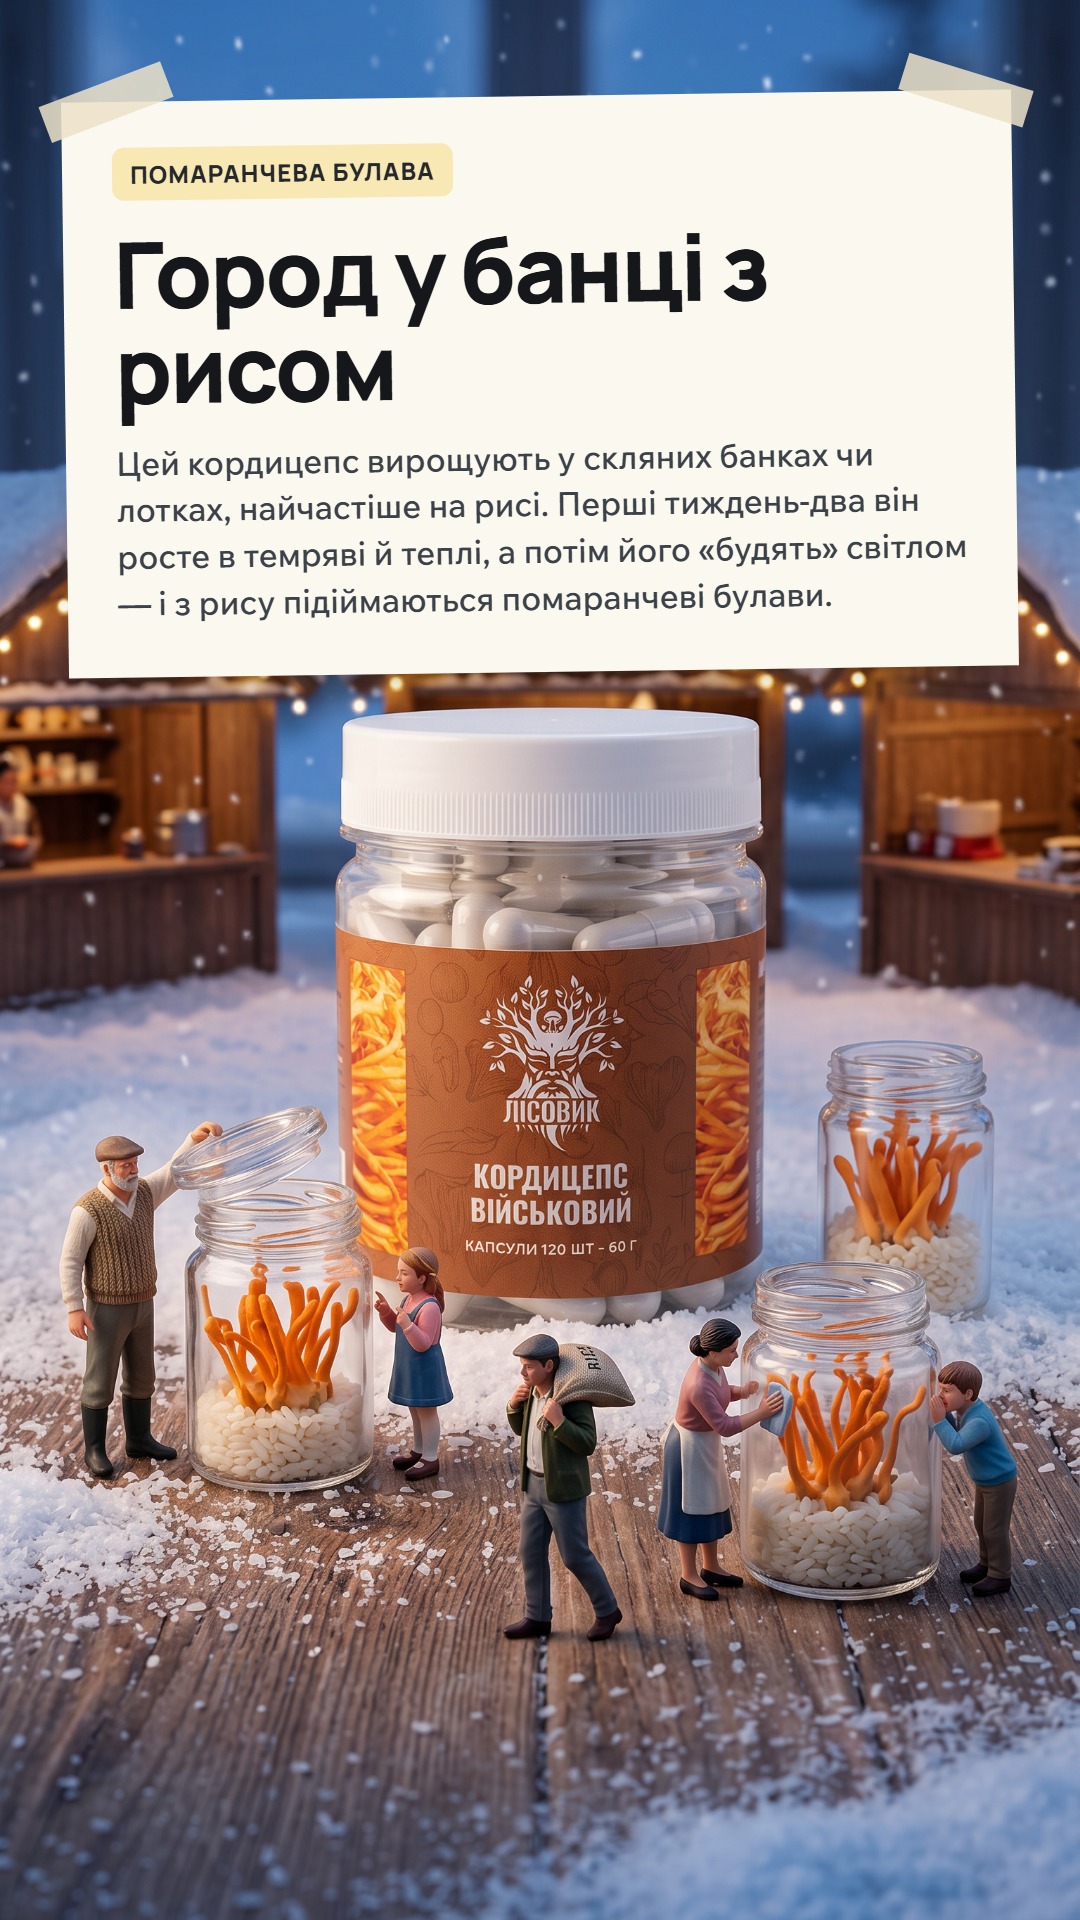 ПОМАРАНЧЕВА БУЛАВА
Город у банці з
рисом
Цей кордицепс вирощують у скляних банках чи
лотках, найчастіше на рисі. Перші тиждень-два він
росте в темряві й теплі, а потім його «будять» світлом
— і з рису підіймаються помаранчеві булави.
ЛІСОВИК
КОРДИЦЕПС
ВІЙСЬКОВИЙ
КАПСУЛИ 120 ШТ - 60 Г